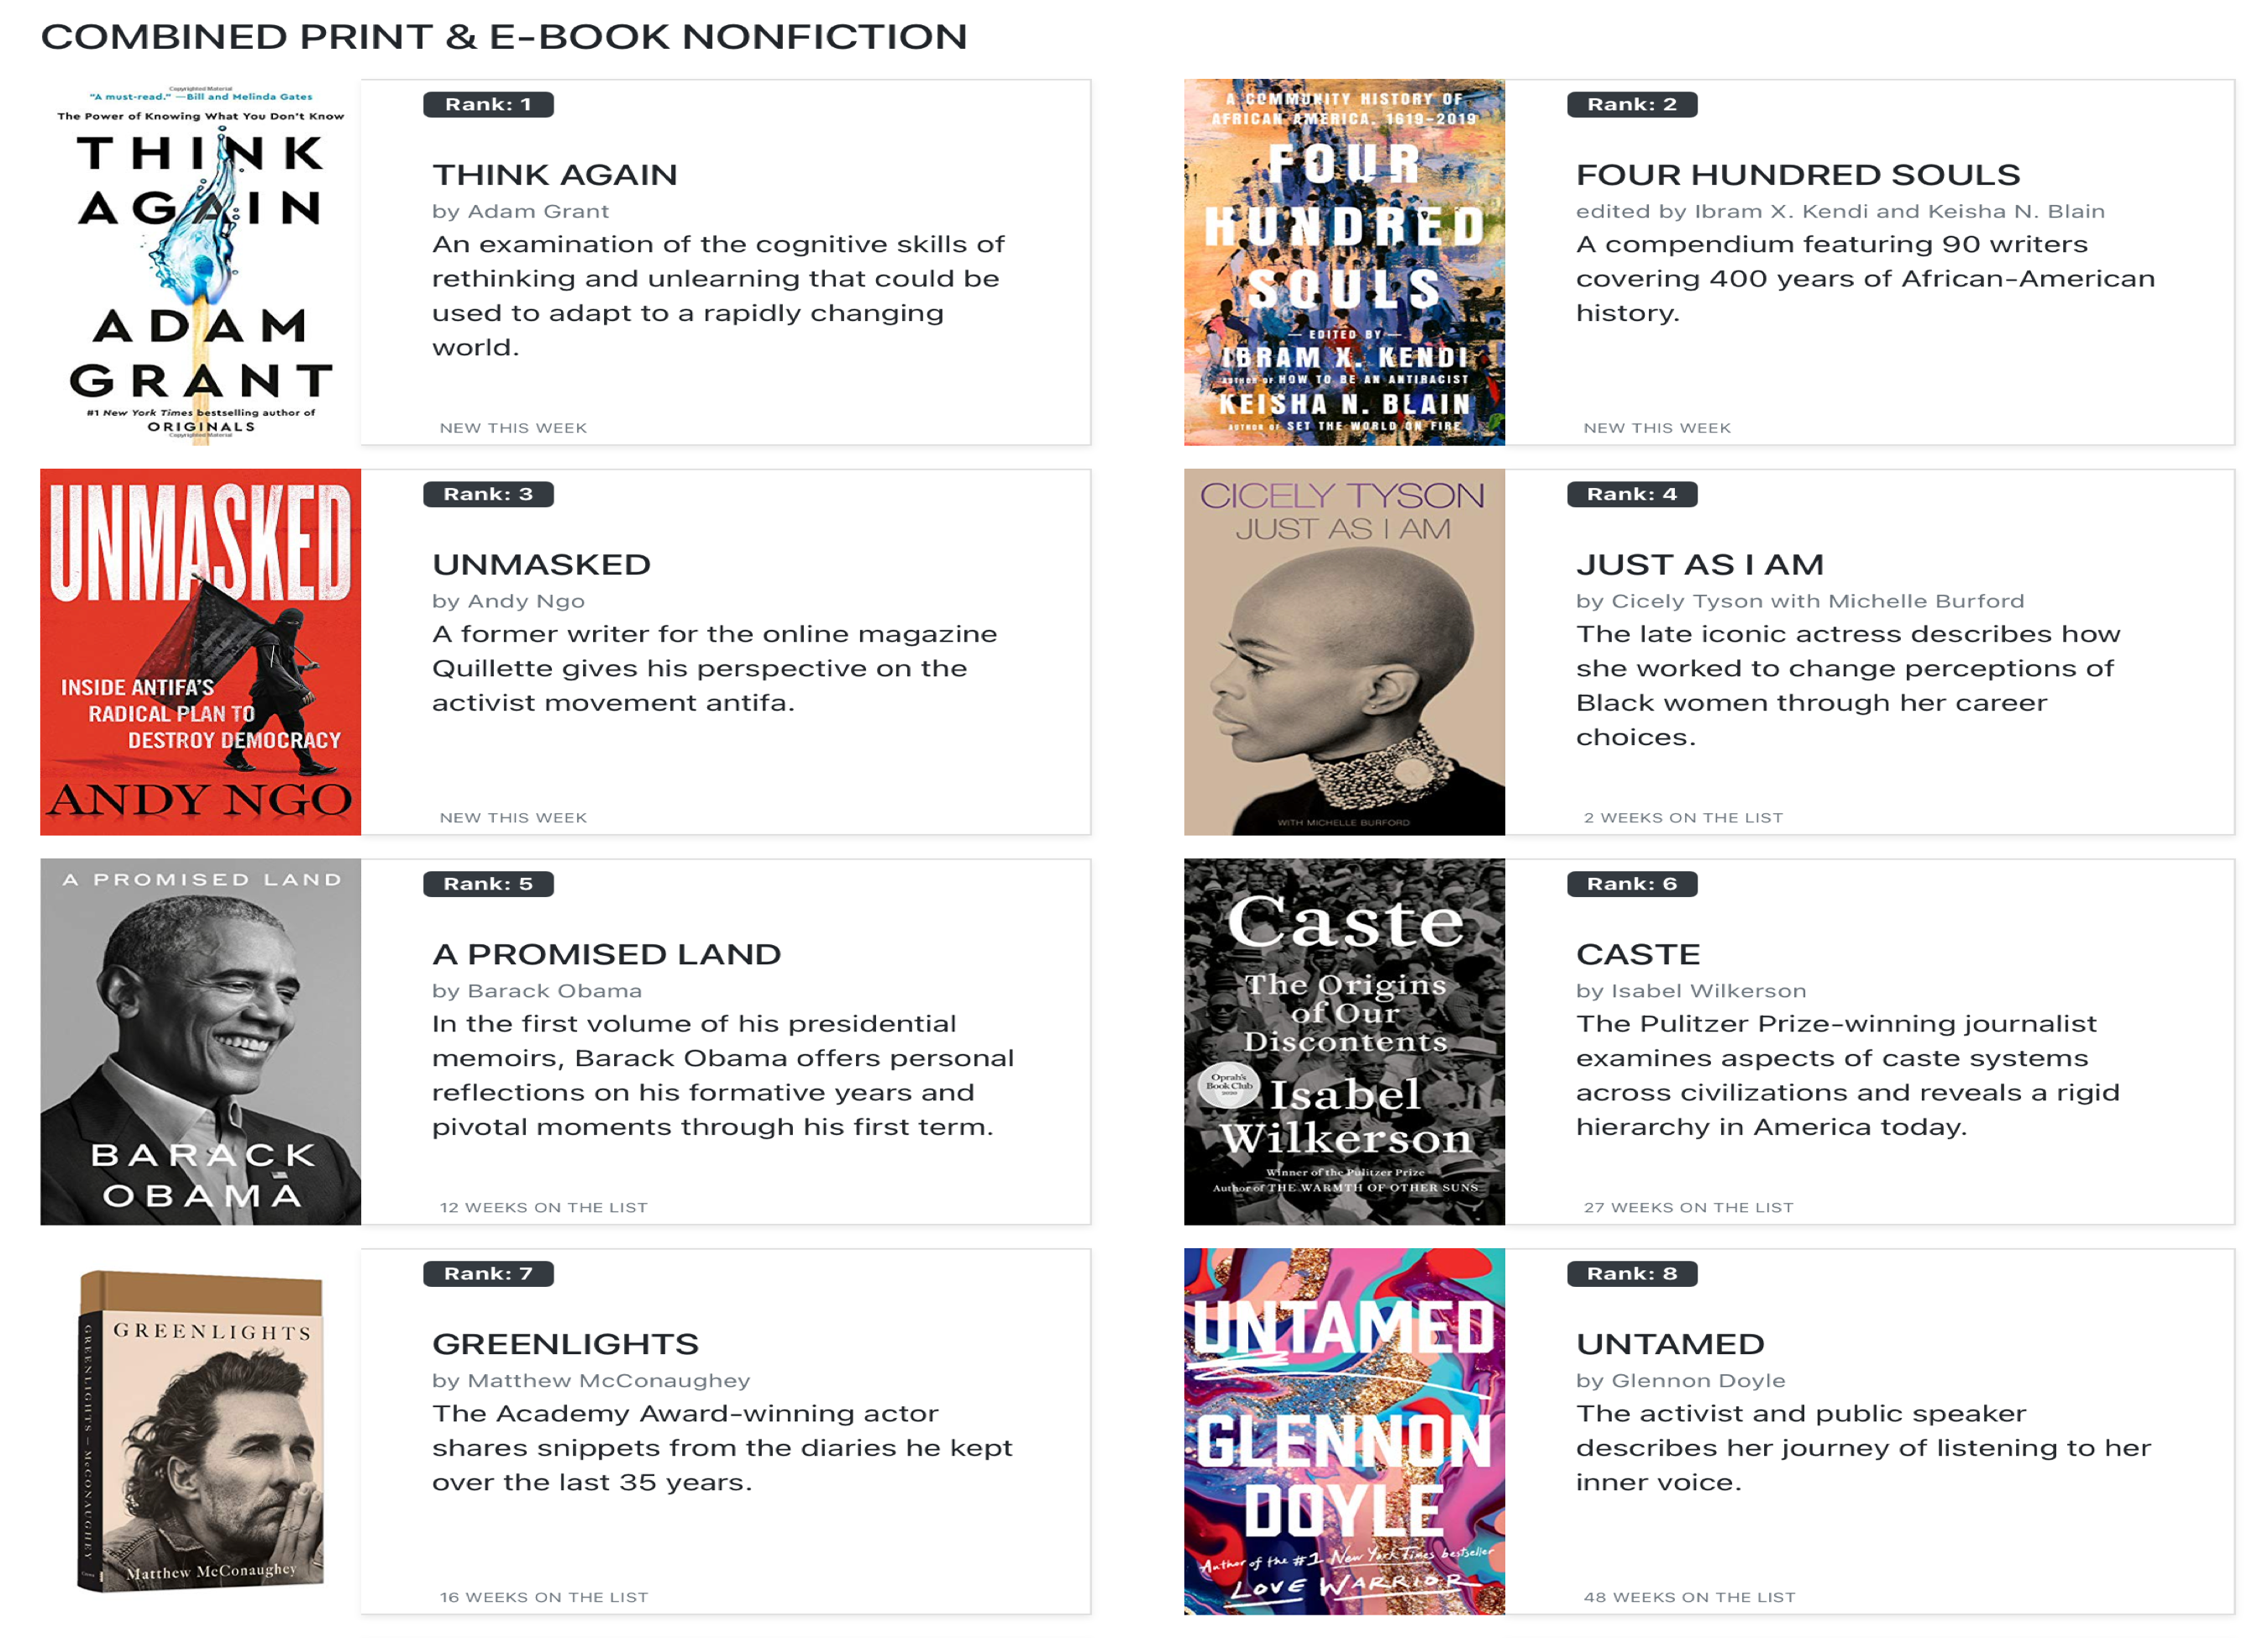 COMBINED PRINT & E-BOOK NONFICTION
Copyrighted Material
"A must-read." —Bill and Melinda Gates
The Power of Knowing What You Don't Know
THINK
AGAIN
ADAM
GRANT
#1 New York Times bestselling author of
ORIGINALS
Copyrighted Material
Rank: 1
THINK AGAIN
by Adam Grant
An examination of the cognitive skills of
rethinking and unlearning that could be
used to adapt to a rapidly changing
world.
NEW THIS WEEK
A COMMUNITY HISTORY OF
AFRICAN AMERICA, 1619–2019
FOUR
HUNDRED
SOULS
— EDITED BY —
IBRAM X. KENDI
AUTHOR OF HOW TO BE AN ANTIRACIST
KEISHA N. BLAIN
AUTHOR OF SET THE WORLD ON FIRE
Rank: 2
FOUR HUNDRED SOULS
edited by Ibram X. Kendi and Keisha N. Blain
A compendium featuring 90 writers
covering 400 years of African-American
history.
NEW THIS WEEK
UNMASKED
INSIDE ANTIFA'S
RADICAL PLAN TO
DESTROY DEMOCRACY
ANDY NGO
Rank: 3
UNMASKED
by Andy Ngo
A former writer for the online magazine
Quillette gives his perspective on the
activist movement antifa.
NEW THIS WEEK
CICELY TYSON
JUST AS I AM
WITH MICHELLE BURFORD
Rank: 4
JUST AS I AM
by Cicely Tyson with Michelle Burford
The late iconic actress describes how
she worked to change perceptions of
Black women through her career
choices.
2 WEEKS ON THE LIST
A PROMISED LAND
BARACK
OBAMA
Rank: 5
A PROMISED LAND
by Barack Obama
In the first volume of his presidential
memoirs, Barack Obama offers personal
reflections on his formative years and
pivotal moments through his first term.
12 WEEKS ON THE LIST
Caste
The Origins
of Our
Discontents
Oprah's
Book Club
2020
Isabel
Wilkerson
Winner of the Pulitzer Prize
Author of THE WARMTH OF OTHER SUNS
Rank: 6
CASTE
by Isabel Wilkerson
The Pulitzer Prize-winning journalist
examines aspects of caste systems
across civilizations and reveals a rigid
hierarchy in America today.
27 WEEKS ON THE LIST
GREENLIGHTS — McCONAUGHEY
GREENLIGHTS
Matthew McConaughey
Rank: 7
GREENLIGHTS
by Matthew McConaughey
The Academy Award-winning actor
shares snippets from the diaries he kept
over the last 35 years.
16 WEEKS ON THE LIST
UNTAMED
GLENNON
DOYLE
Author of the #1 New York Times bestseller
LOVE WARRIOR
Rank: 8
UNTAMED
by Glennon Doyle
The activist and public speaker
describes her journey of listening to her
inner voice.
48 WEEKS ON THE LIST